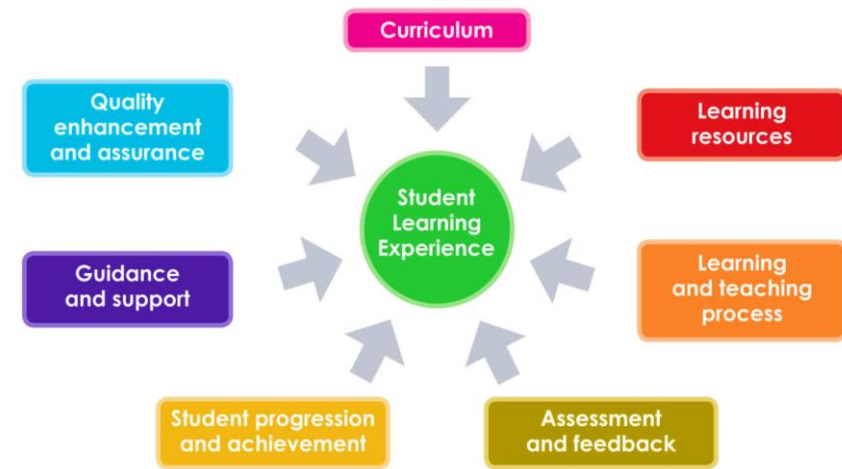 Curriculum
Quality
enhancement
and assurance
Learning
resources
Student
Learning
Experience
Guidance
and support
Learning
and teaching
process
Student progression
and achievement
Assessment
and feedback